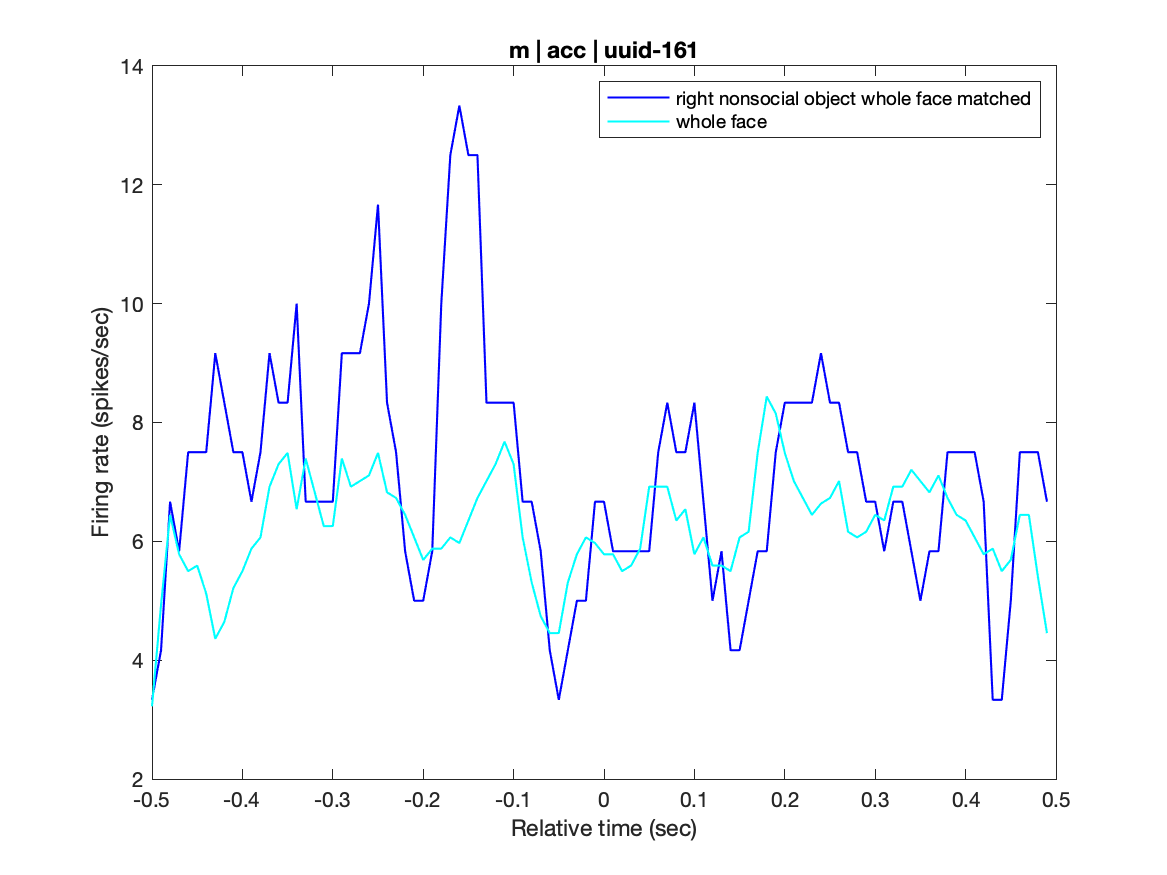 m | acc | uuid-161
14
12
10
8
6
4
2
Firing rate (spikes/sec)
right nonsocial object whole face matched
whole face
-0.5 -0.4 -0.3 -0.2 -0.1 0 0.1 0.2 0.3 0.4 0.5
Relative time (sec)